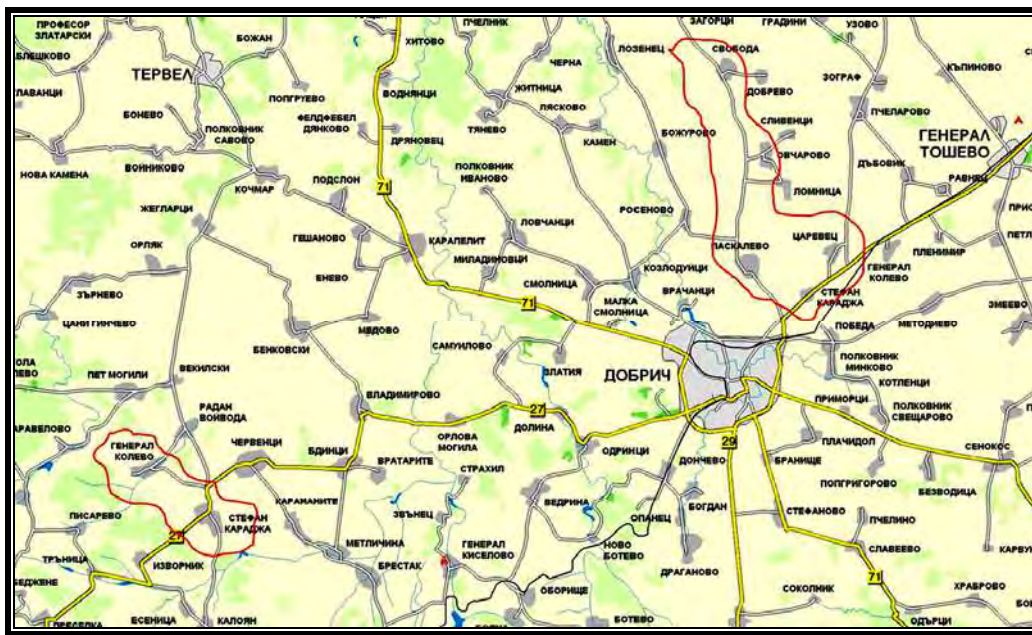 ПРОФЕСОР
ЗЛАТАРСКИ
БОЖАН
ХИТОВО
ПЧЕЛНИК
ЧЕРНА
ЛОЗЕНЕЦ
ЗАГОРЦИ
ГРАДИНИ
УЗОВО
СВОБОДА
КЪПИНОВО
ТЕРВЕЛ
ВОДНЯНЦИ
ЖИТНИЦА
ЗОГРАФ
ДОБРЕВО
ПОПГРУЕВО
ЛЯСКОВО
БОНЕВО
ФЕЛДФЕБЕЛ
ДЯНКОВО
ТЯНЕВО
СЛИВЕНЦИ
ПЧЕЛАРОВО
ГЕНЕРАЛ
ТОШЕВО
ПОЛКОВНИК
САВОВО
ДРЯНОВЕЦ
КАМЕН
БОЖУРОВО
ОВЧАРОВО
ДЪБОВИК
НОВА КАМЕНА
ВОЙНИКОВО
ПОЛКОВНИК
ИВАНОВО
РАВНЕЦ
КОЧМАР
ПОДСЛОН
71
ЛОМНИЦА
ЖЕГЛАРЦИ
ЛОВЧАНЦИ
РОСЕНОВО
ЦАРЕВЕЦ
ГЕШАНОВО
КАРАПЕЛИТ
ПАСКАЛЕВО
ПЛЕНИМИР
ОРЛЯК
МИЛАДИНОВЦИ
КОЗЛОДУЙЦИ
ГЕНЕРАЛ
КОЛЕВО
ЕНЕВО
СМОЛНИЦА
ВРАЧАНЦИ
СТЕФАН
КАРАДЖА
ЗЪРНЕВО
71
МАЛКА
СМОЛНИЦА
ЗМЕЕВО
ЦАНИ ГИНЧЕВО
МЕДОВО
ПОБЕДА
МЕТОДИЕВО
БЕНКОВСКИ
САМУИЛОВО
ЗЛАТИЯ
ДОБРИЧ
ПОЛКОВНИК
МИНКОВО
ПЕТ МОГИЛИ
ВЕКИЛСКИ
КОТЛЕНЦИ
ВЛАДИМИРОВО
27
ДОЛИНА
ПРИМОРЦИ
ПОЛКОВНИК
СВЕЩАРОВО
РАДАН
ВОЙВОДА
ГЕНЕРАЛ
КОЛЕВО
ЧЕРВЕНЦИ
ОРЛОВА
МОГИЛА
29
ПЛАЧИДОЛ
СЕНОКОС
БДИНЦИ
ВРАТАРИТЕ
ОДРИНЦИ
ДОНЧЕВО
БРАНИЩЕ
СТРАХИЛ
ПОПГРИГОРОВО
БЕЗВОДИЦА
КАРАМАНИТЕ
ВЕДРИНА
БОГДАН
ПИСАРЕВО
СТЕФАН
КАРАДЖА
ЗВЪНЕЦ
ОПАНЕЦ
СТЕФАНОВО
ПЧЕЛИНО
27
МЕТЛИЧИНА
ГЕНЕРАЛ
КИСЕЛОВО
НОВО
БОТЕВО
СЛАВЕЕВО
ТРЪНИЦА
ИЗВОРНИК
БРЕСТАК
ДРАГАНОВО
71
ОБОРИЩЕ
СОКОЛНИК
ХРАБРОВО
ЕСЕНИЦА
КАЛОЯН
БОТЕВО
ОДЪРЦИ